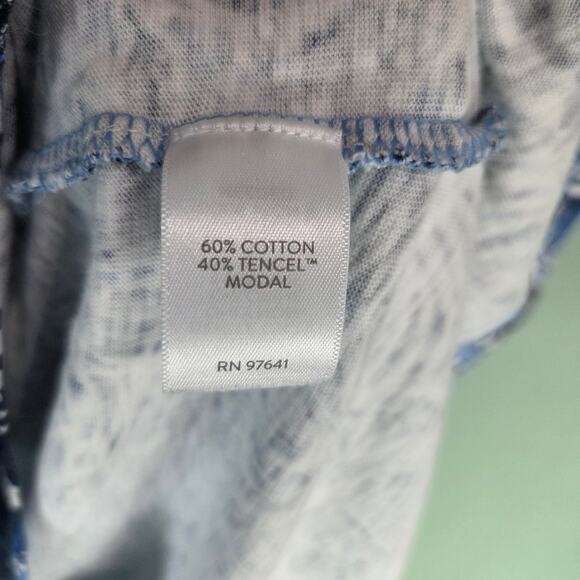 60% COTTON
40% TENCEL™
MODAL
RN 97641